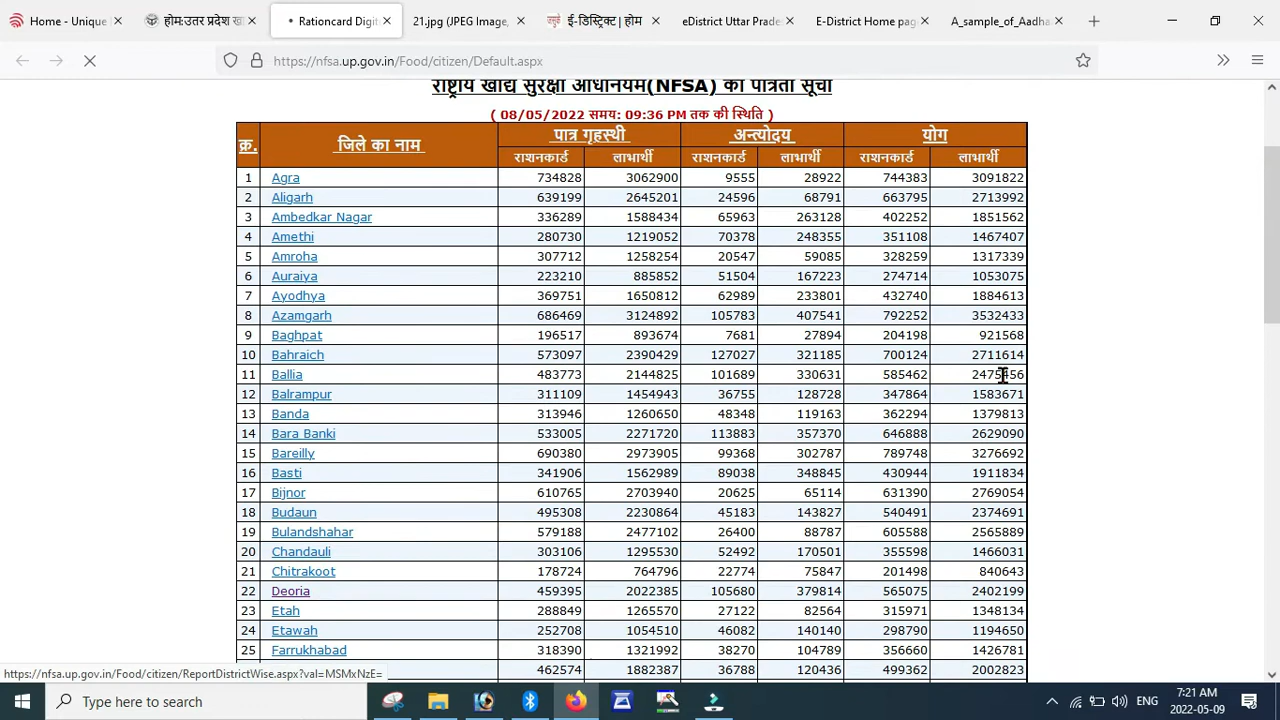 Home - Unique
होम:उतर प्रदेश खा
Rationcard Digit
21.jpg (JPEG Image,
ई-डिस्ट्रिक्ट | होम
eDistrict Uttar Prade
E-District Home pag
A_sample_of_Aadha
https://nfsa.up.gov.in/Food/citizen/Default.aspx
राष्ट्रीय खाद्य सुरक्षा अधिनियम(NFSA) की पात्रता सूची
( 08/05/2022 समय: 09:36 PM तक की स्थिति )
क्र. जिले का नाम पात्र गृहस्थी अन्त्योदय योग
राशनकार्ड लाभार्थी राशनकार्ड लाभार्थी राशनकार्ड लाभार्थी
1 Agra 734828 3062900 9555 28922 744383 3091822
2 Aligarh 639199 2645201 24596 68791 663795 2713992
3 Ambedkar Nagar 336289 1588434 65963 263128 402252 1851562
4 Amethi 280730 1219052 70378 248355 351108 1467407
5 Amroha 307712 1258254 20547 59085 328259 1317339
6 Auraiya 223210 885852 51504 167223 274714 1053075
7 Ayodhya 369751 1650812 62989 233801 432740 1884613
8 Azamgarh 686469 3124892 105783 407541 792252 3532433
9 Baghpat 196517 893674 7681 27894 204198 921568
10 Bahraich 573097 2390429 127027 321185 700124 2711614
11 Ballia 483773 2144825 101689 330631 585462 2475456
12 Balrampur 311109 1454943 36755 128728 347864 1583671
13 Banda 313946 1260650 48348 119163 362294 1379813
14 Bara Banki 533005 2271720 113883 357370 646888 2629090
15 Bareilly 690380 2973905 99368 302787 789748 3276692
16 Basti 341906 1562989 89038 348845 430944 1911834
17 Bijnor 610765 2703940 20625 65114 631390 2769054
18 Budaun 495308 2230864 45183 143827 540491 2374691
19 Bulandshahar 579188 2477102 26400 88787 605588 2565889
20 Chandauli 303106 1295530 52492 170501 355598 1466031
21 Chitrakoot 178724 764796 22774 75847 201498 840643
22 Deoria 459395 2022385 105680 379814 565075 2402199
23 Etah 288849 1265570 27122 82564 315971 1348134
24 Etawah 252708 1054510 46082 140140 298790 1194650
25 Farrukhabad 318390 1321992 38270 104789 356660 1426781
462574 1882387 36788 120436 499362 2002823
https://nfsa.up.gov.in/Food/citizen/ReportDistrictWise.aspx?val=MSMxNzE=
Type here to search
ENG
7:21 AM
2022-05-09